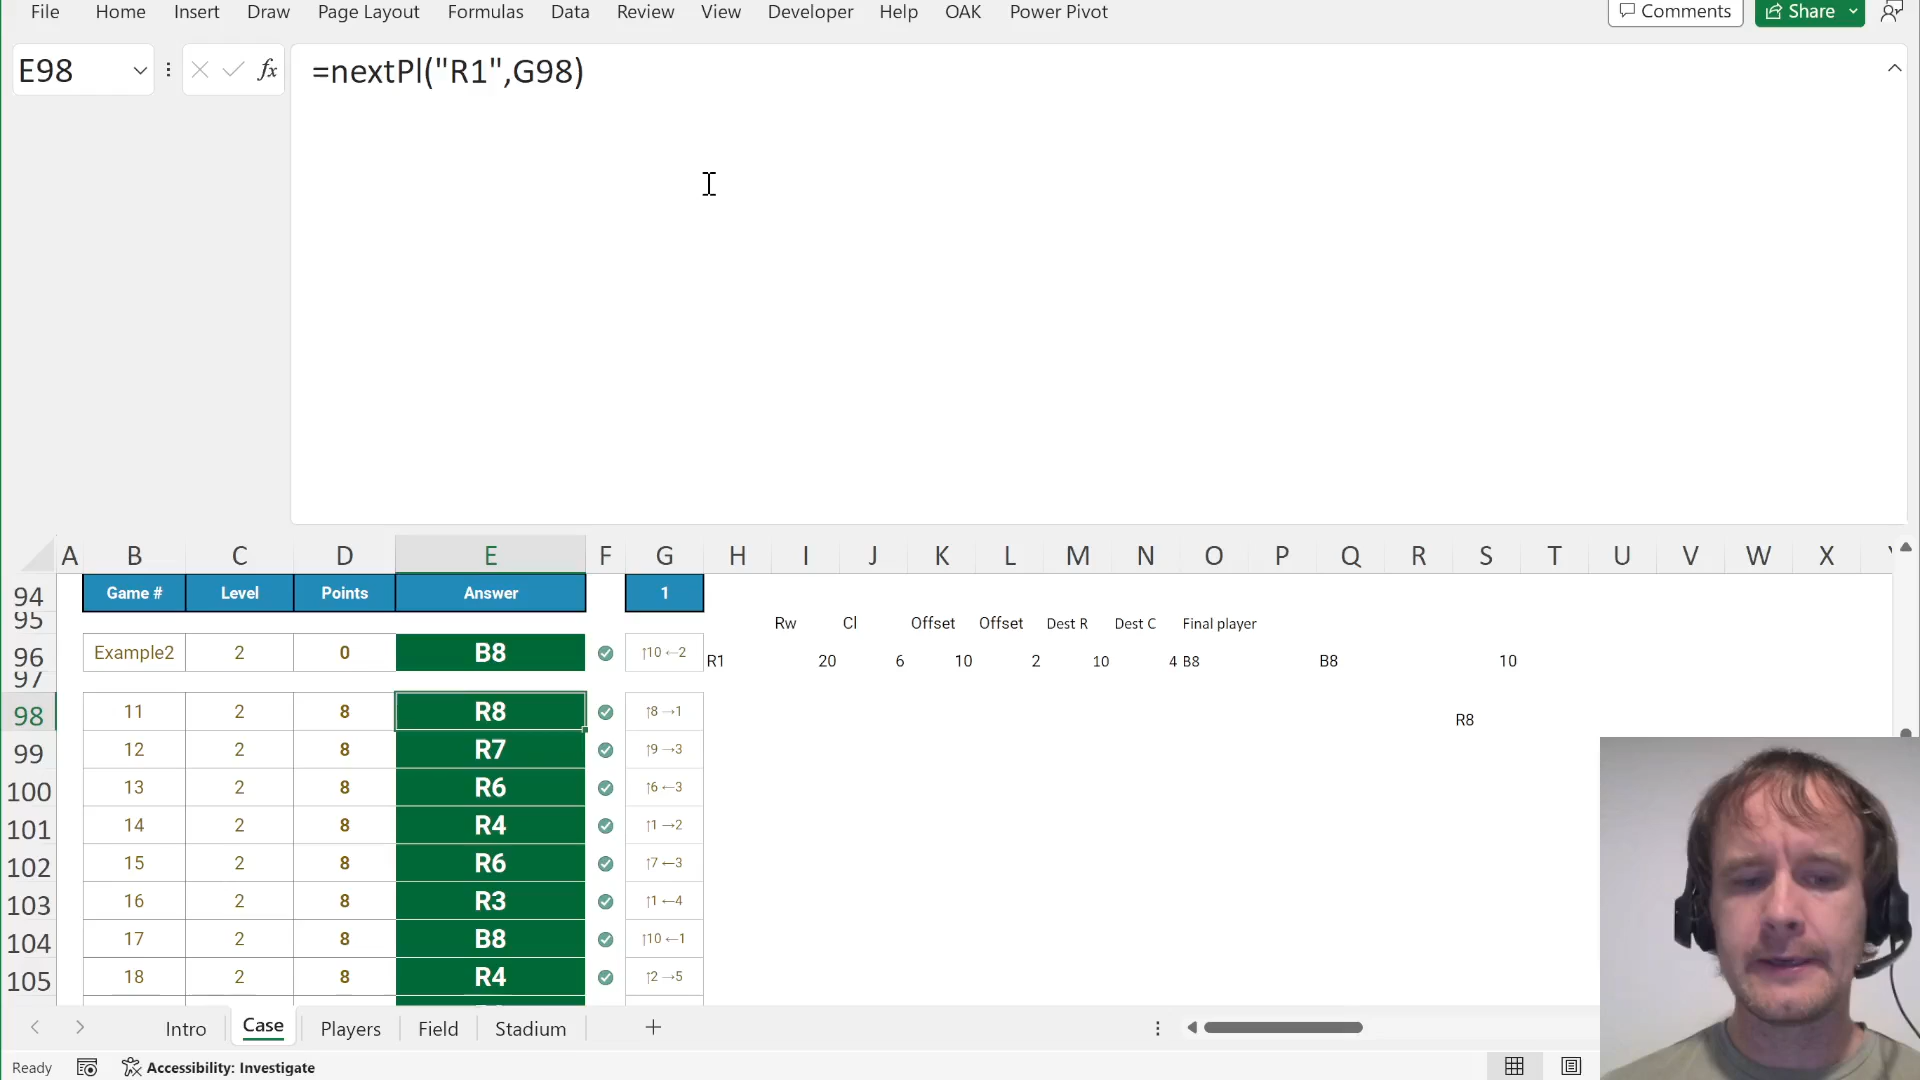 File Home Insert Draw Page Layout Formulas Data Review View Developer Help OAK Power Pivot Comments Share
E98 fx =nextPl("R1",G98)
A B C D E F G H I J K L M N O P Q R S T U V W X
94 Game # Level Points Answer 1
95 Rw Cl Offset Offset Dest R Dest C Final player
96 Example2 2 0 B8 ↑10 ←2 R1 20 6 10 2 10 4 B8 B8 10
97
98 11 2 8 R8 ↑8 →1 R8
99 12 2 8 R7 ↑9 →3
100 13 2 8 R6 ↑6 ←3
101 14 2 8 R4 ↑1 →2
102 15 2 8 R6 ↑7 ←3
103 16 2 8 R3 ↑1 ←4
104 17 2 8 B8 ↑10 ←1
105 18 2 8 R4 ↑2 →5
Intro Case Players Field Stadium
Ready Accessibility: Investigate